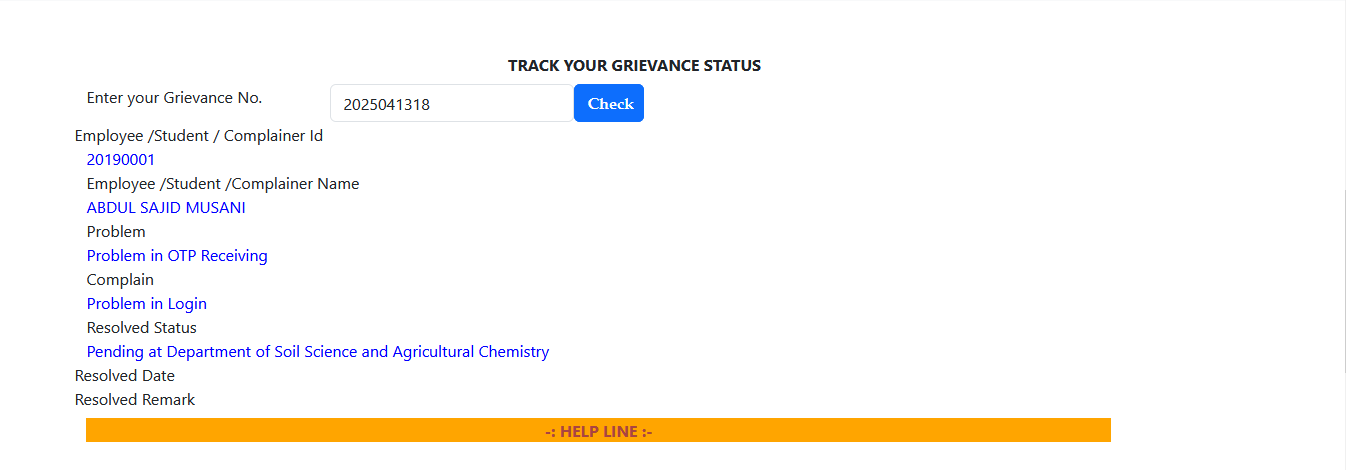 TRACK YOUR GRIEVANCE STATUS
Enter your Grievance No. 2025041318 Check
Employee /Student / Complainer Id
20190001
Employee /Student /Complainer Name
ABDUL SAJID MUSANI
Problem
Problem in OTP Receiving
Complain
Problem in Login
Resolved Status
Pending at Department of Soil Science and Agricultural Chemistry
Resolved Date
Resolved Remark
-: HELP LINE :-